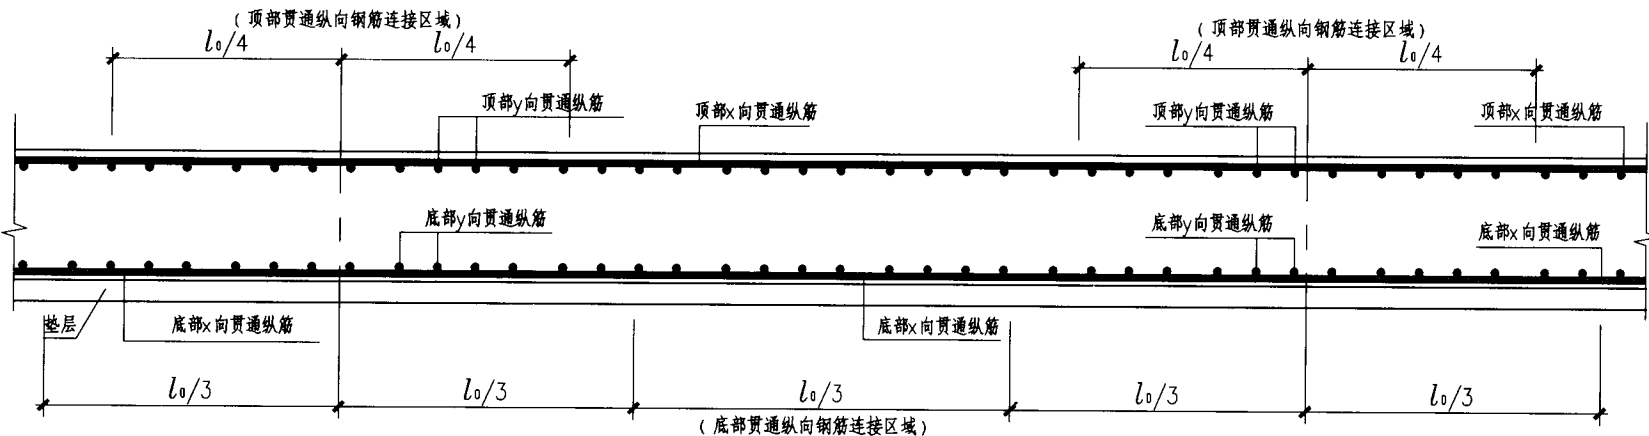 (顶部贯通纵向钢筋连接区域)
(顶部贯通纵向钢筋连接区域)
l₀/4
l₀/4
l₀/4
l₀/4
顶部y向贯通纵筋
顶部x向贯通纵筋
顶部y向贯通纵筋
顶部x向贯通纵筋
底部y向贯通纵筋
底部y向贯通纵筋
底部x向贯通纵筋
垫层
底部x向贯通纵筋
底部x向贯通纵筋
l₀/3
l₀/3
l₀/3
l₀/3
l₀/3
(底部贯通纵向钢筋连接区域)